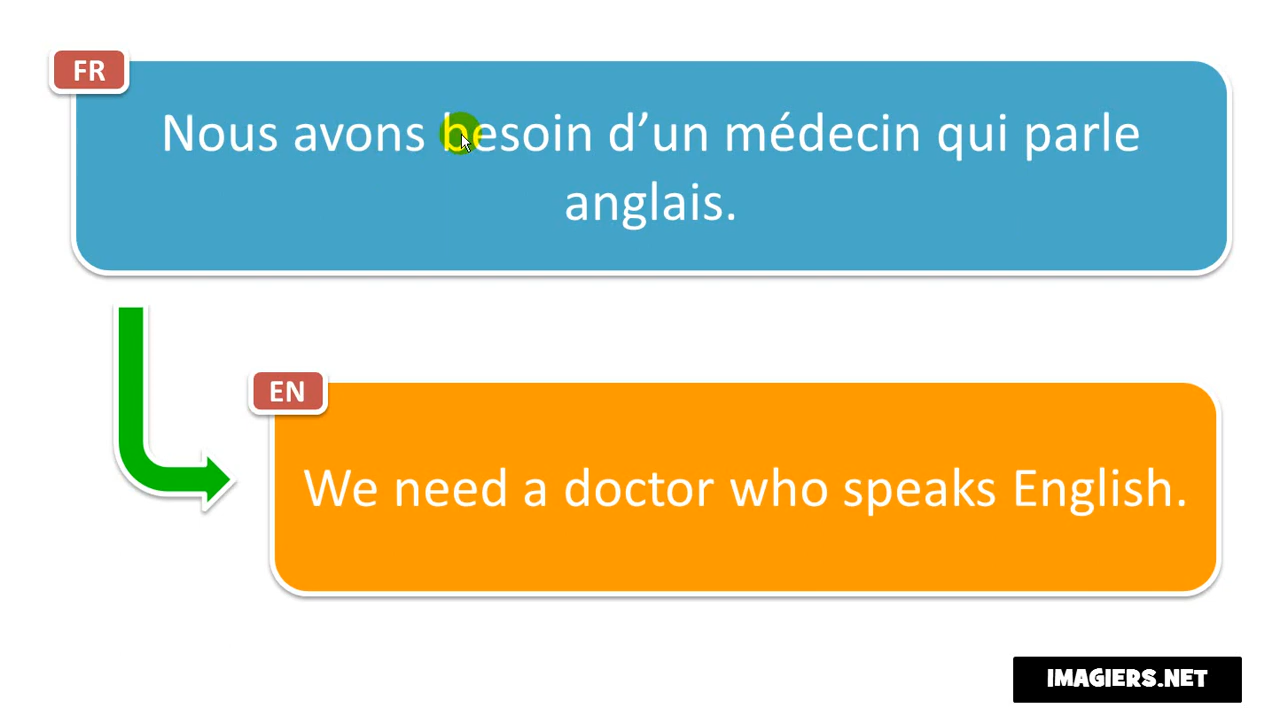 FR
Nous avons besoin d’un médecin qui parle
anglais.
EN
We need a doctor who speaks English.
IMAGIERS.NET